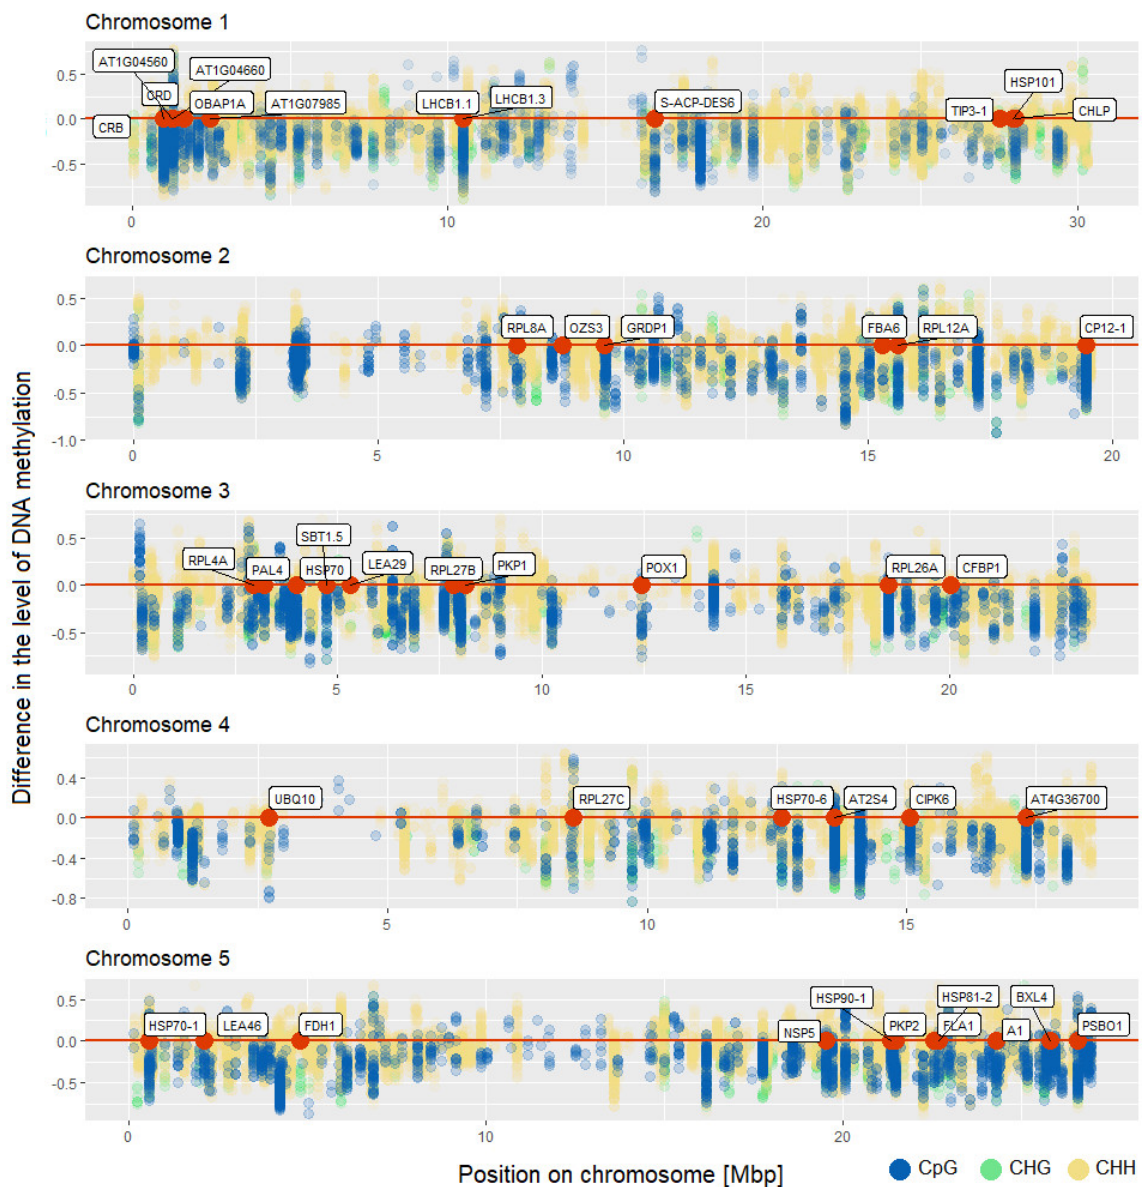 Chromosome 1
AT1G04560
AT1G04660
HSP101
CRD
OBAP1A
AT1G07985
LHCB1.1
LHCB1.3
S-ACP-DES6
TIP3-1
CHLP
CRB
0.5
0.0
-0.5
0 10 20 30
Chromosome 2
RPL8A
OZS3
GRDP1
FBA6
RPL12A
CP12-1
0.5
0.0
-0.5
-1.0
0 5 10 15 20
Chromosome 3
SBT1.5
RPL4A
PAL4
HSP70
LEA29
RPL27B
PKP1
POX1
RPL26A
CFBP1
0.5
0.0
-0.5
0 5 10 15 20
Chromosome 4
UBQ10
RPL27C
HSP70-6
AT2S4
CIPK6
AT4G36700
0.4
0.0
-0.4
-0.8
0 5 10 15
Chromosome 5
HSP90-1
HSP81-2
BXL4
HSP70-1
LEA46
FDH1
NSP5
PKP2
FLA1
A1
PSBO1
0.5
0.0
-0.5
0 10 20
Difference in the level of DNA methylation
Position on chromosome [Mbp]
CpG CHG CHH